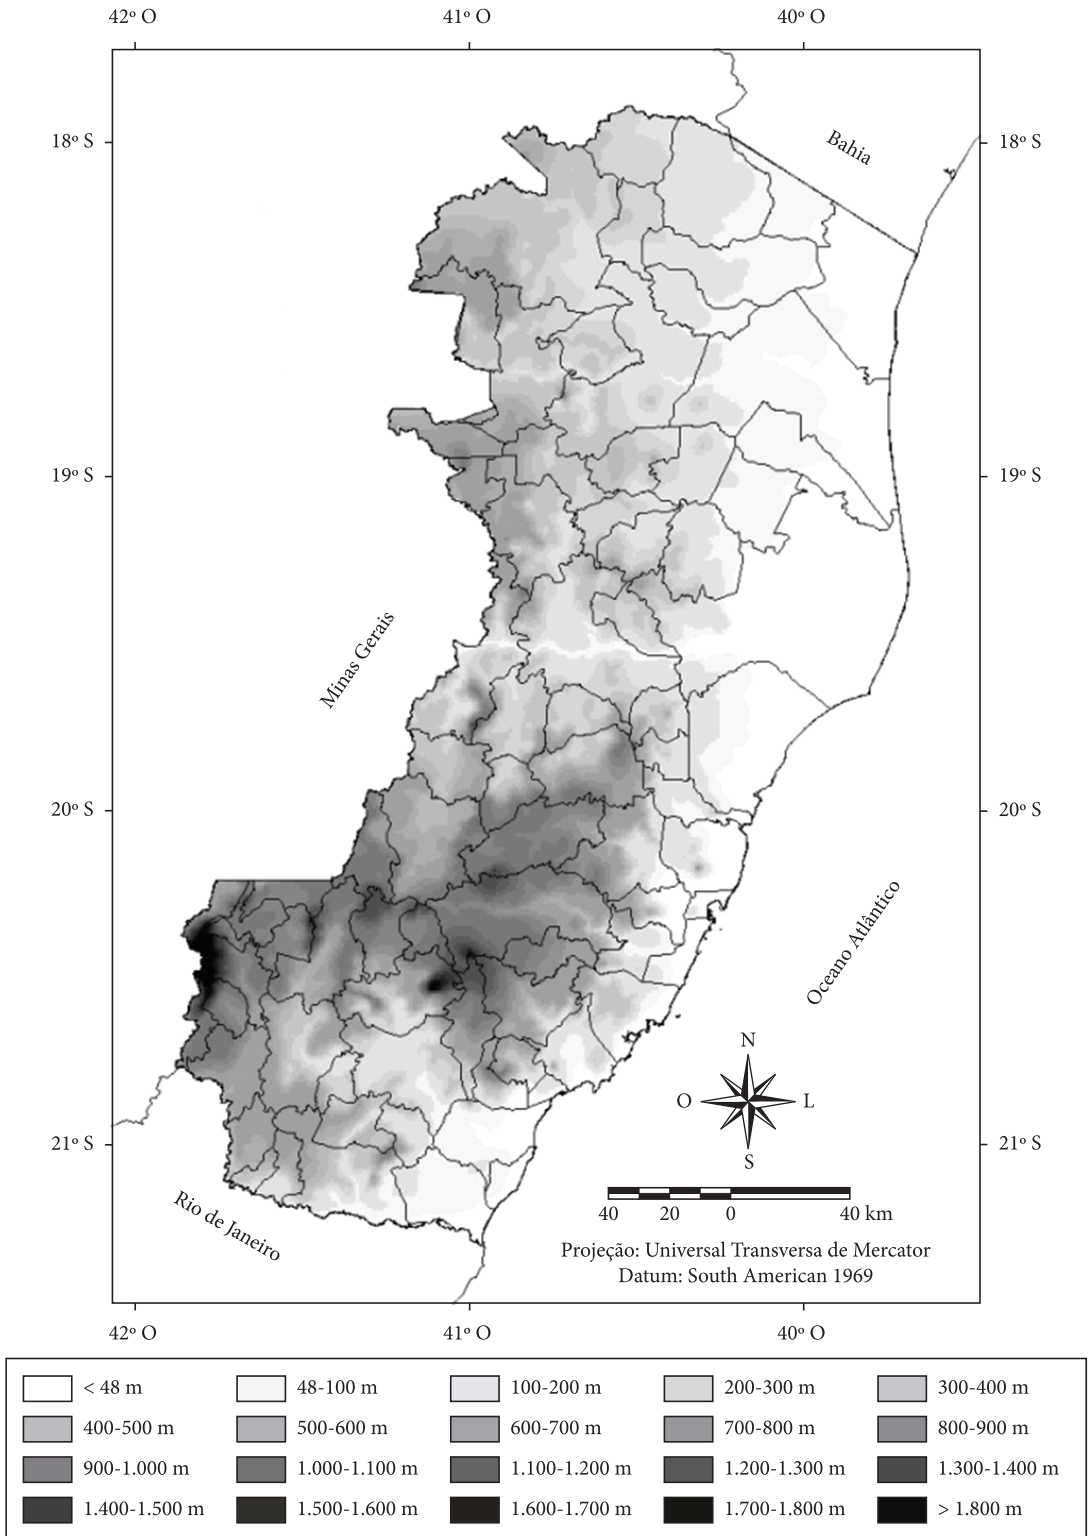 42º O 41º O 40º O
18º S 18º S
Bahia
19º S 19º S
Minas Gerais
20º S 20º S
Oceano Atlântico
N
O L
S
21º S 21º S
Rio de Janeiro
40 20 0 40 km
Projeção: Universal Transversa de Mercator
Datum: South American 1969
42º O 41º O 40º O
< 48 m 48-100 m 100-200 m 200-300 m 300-400 m
400-500 m 500-600 m 600-700 m 700-800 m 800-900 m
900-1.000 m 1.000-1.100 m 1.100-1.200 m 1.200-1.300 m 1.300-1.400 m
1.400-1.500 m 1.500-1.600 m 1.600-1.700 m 1.700-1.800 m > 1.800 m